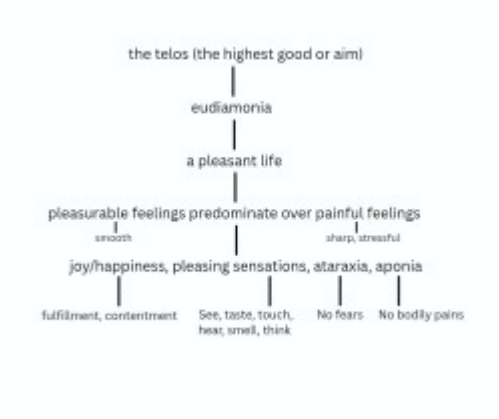 the telos (the highest good or aim)
eudiamonia
a pleasant life
pleasurable feelings predominate over painful feelings
smooth
sharp, stressful
joy/happiness, pleasing sensations, ataraxia, aponia
fulfillment, contentment
See, taste, touch,
hear, smell, think
No fears
No bodily pains